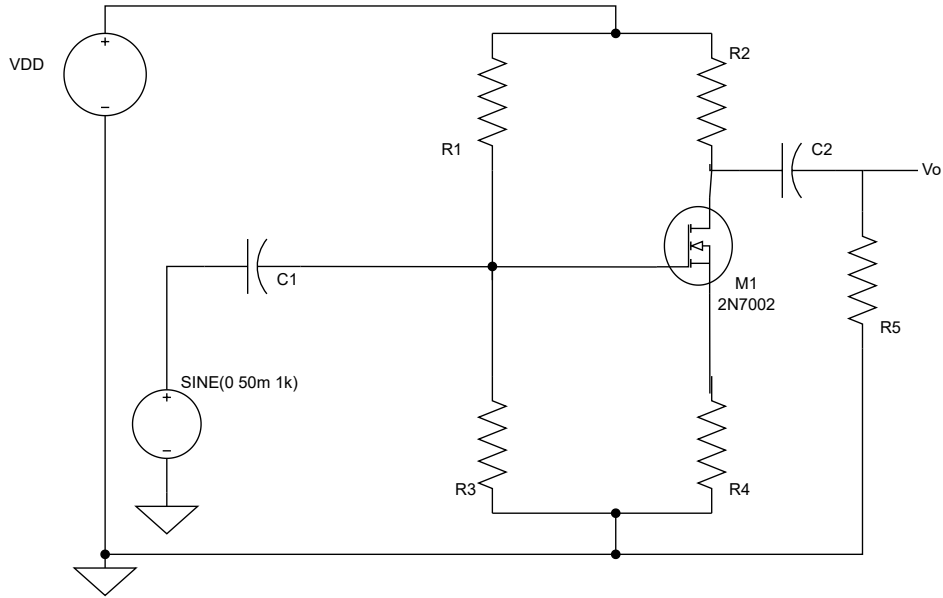 VDD
R2
R1
C2
Vo
C1
M1
2N7002
R5
SINE(0 50m 1k)
R3
R4